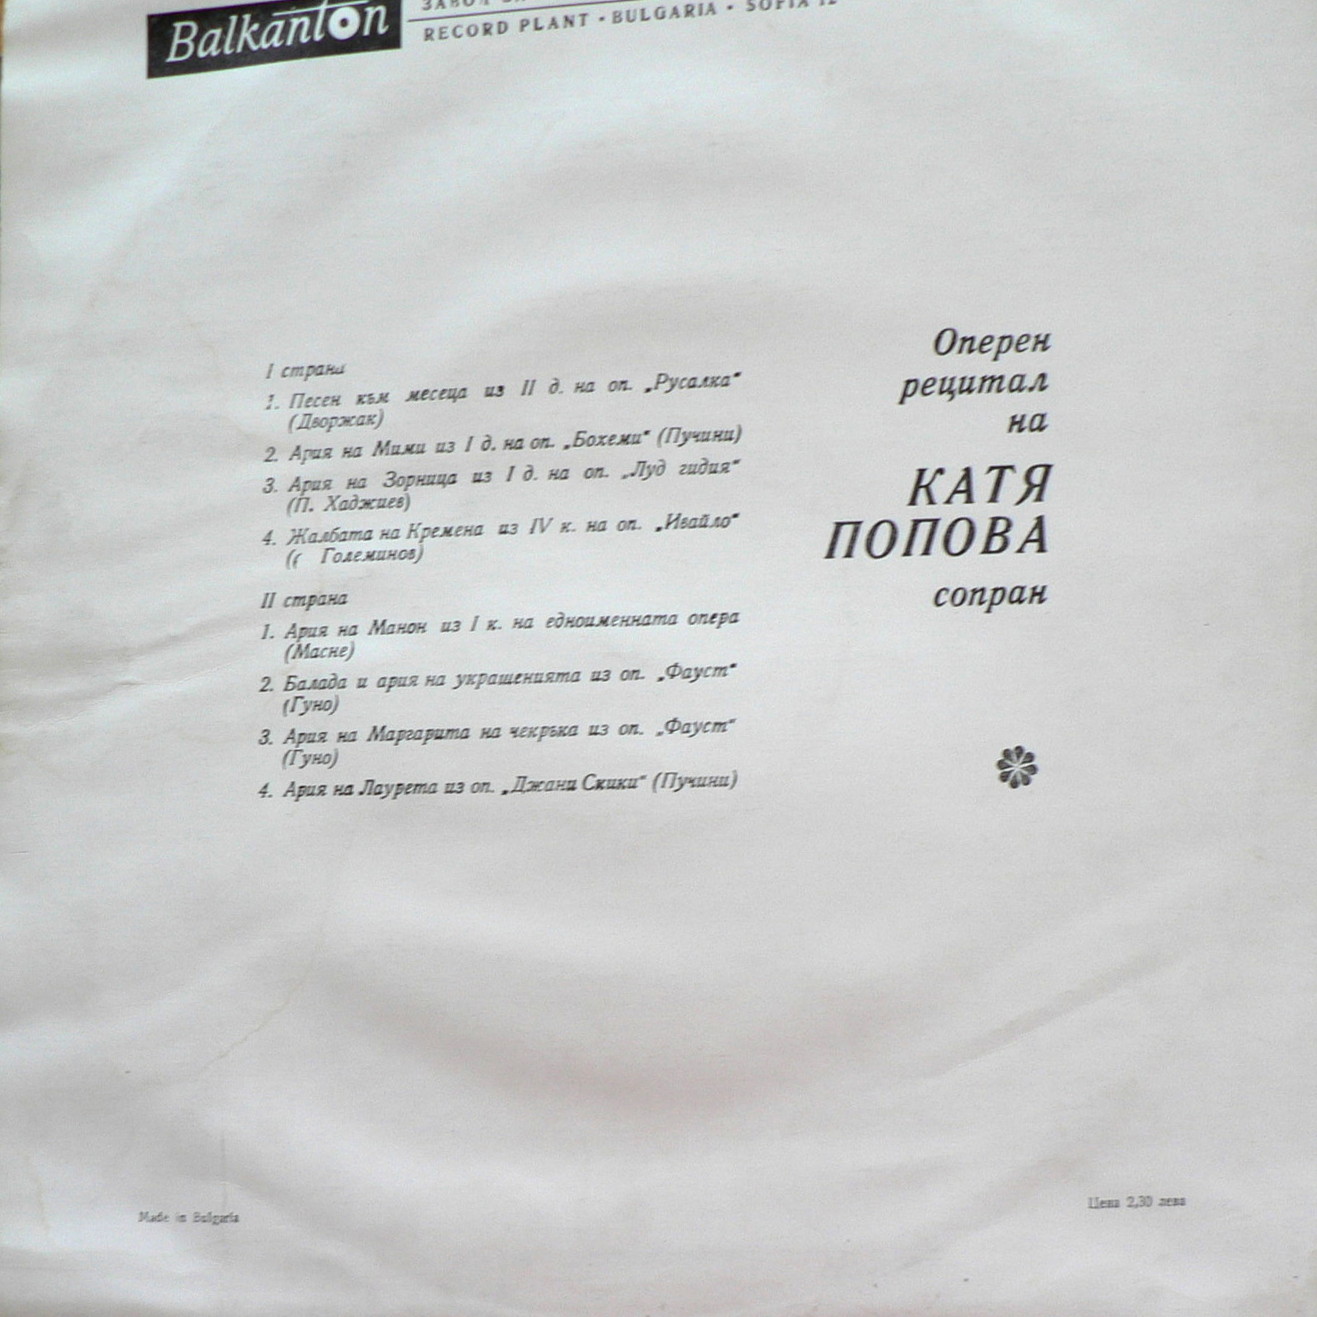 Balkanton
RECORD PLANT • BULGARIA • SOFIA 12
I страна
1. Песен към месеца из II д. на оп. „Русалка“
(Дворжак)
2. Ария на Мими из I д. на оп. „Бохеми“ (Пучини)
3. Ария на Зорница из I д. на оп. „Луд гидия“
(П. Хаджиев)
4. Жалбата на Кремена из IV к. на оп. „Ивайло“
( Големинов)
II страна
1. Ария на Манон из I к. на едноименната опера
(Масне)
2. Балада и ария на украшенията из оп. „Фауст“
(Гуно)
3. Ария на Маргарита на чекръка из оп. „Фауст“
(Гуно)
4. Ария на Лаурета из оп. „Джани Скики“ (Пучини)
Оперен
рецитал
на
КАТЯ
ПОПОВА
сопран
Made in Bulgaria
Цена 2,30 лева